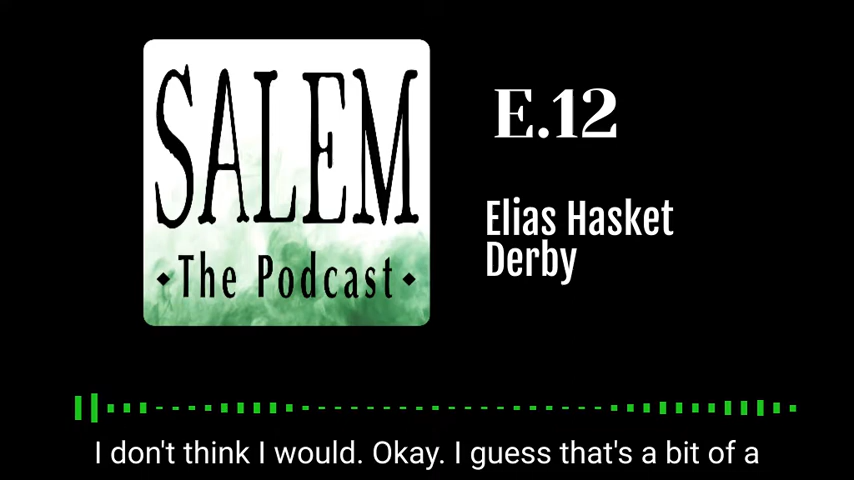 SALEM
The Podcast
E.12
Elias Hasket
Derby
I don't think I would. Okay. I guess that's a bit of a